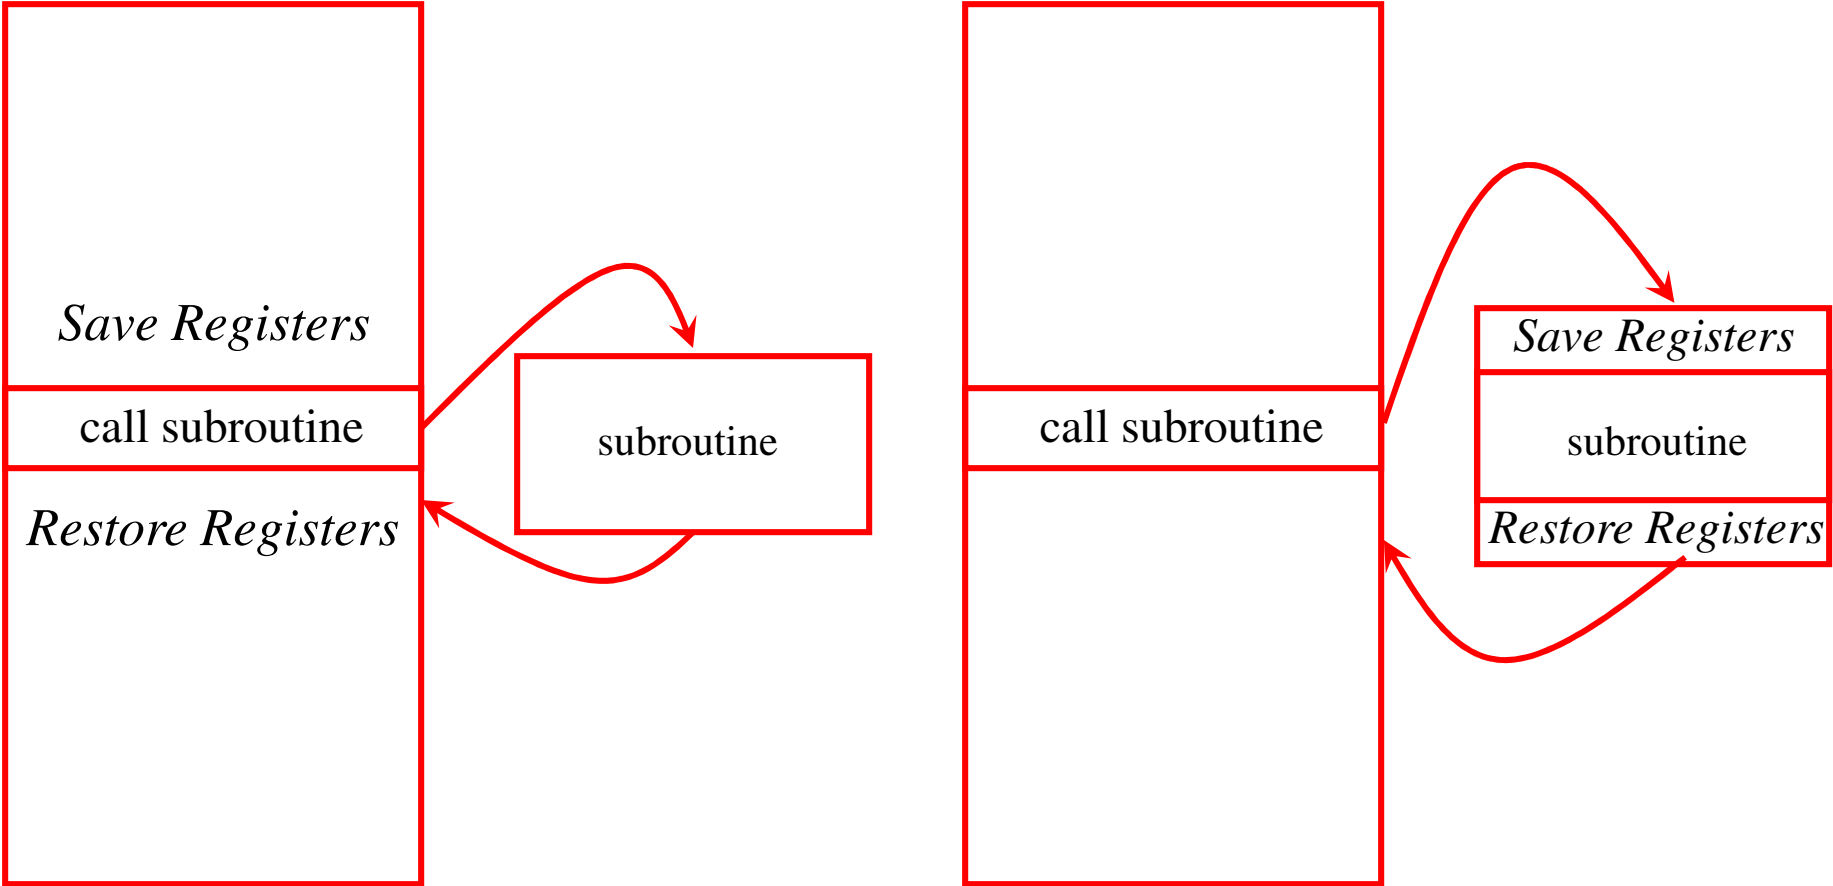 Save Registers
call subroutine
subroutine
Restore Registers
call subroutine
Save Registers
subroutine
Restore Registers